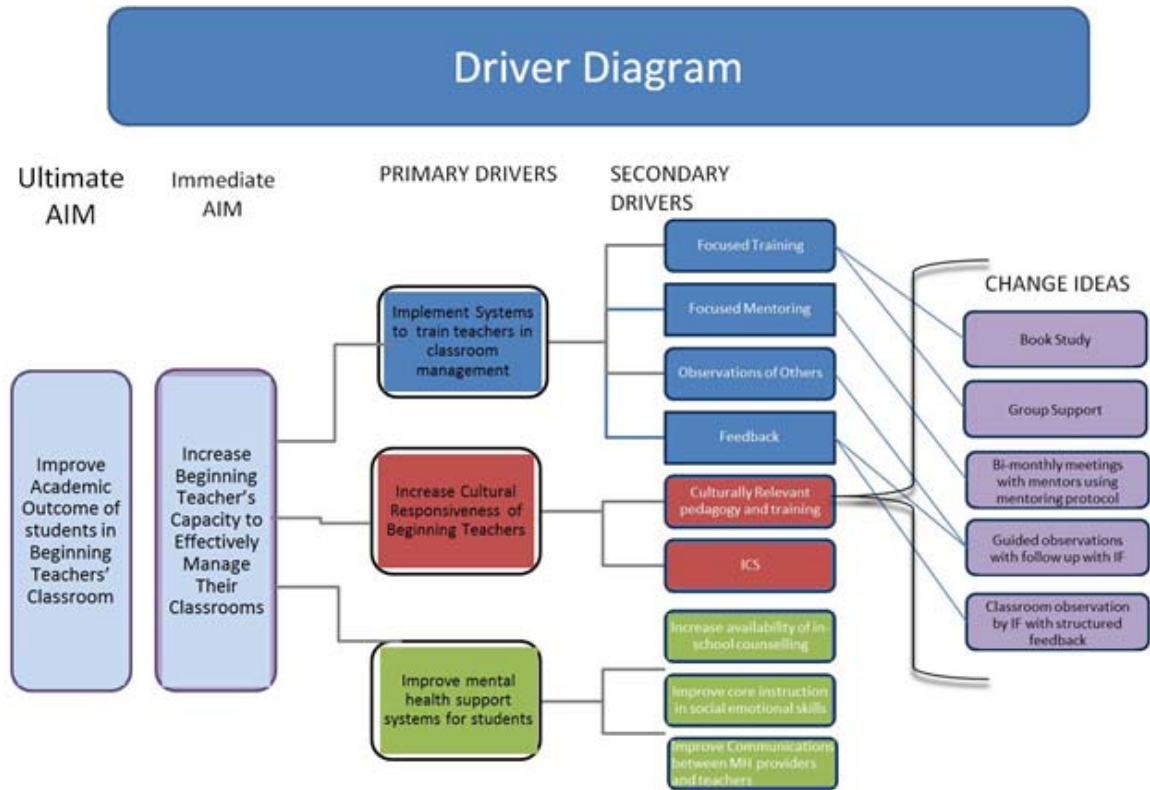 Driver Diagram
Ultimate
AIM
Immediate
AIM
PRIMARY DRIVERS
SECONDARY
DRIVERS
CHANGE IDEAS
Improve
Academic
Outcome of
students in
Beginning
Teachers’
Classroom
Increase
Beginning
Teacher’s
Capacity to
Effectively
Manage
Their
Classrooms
Implement Systems
to train teachers in
classroom
management
Increase Cultural
Responsiveness of
Beginning Teachers
Improve mental
health support
systems for students
Focused Training
Focused Mentoring
Observations of Others
Feedback
Culturally Relevant
pedagogy and training
ICS
Increase availability of in-
school counselling
Improve core instruction
in social emotional skills
Improve Communications
between MH providers
and teachers
Book Study
Group Support
Bi-monthly meetings
with mentors using
mentoring protocol
Guided observations
with follow up with IF
Classroom observation
by IF with structured
feedback